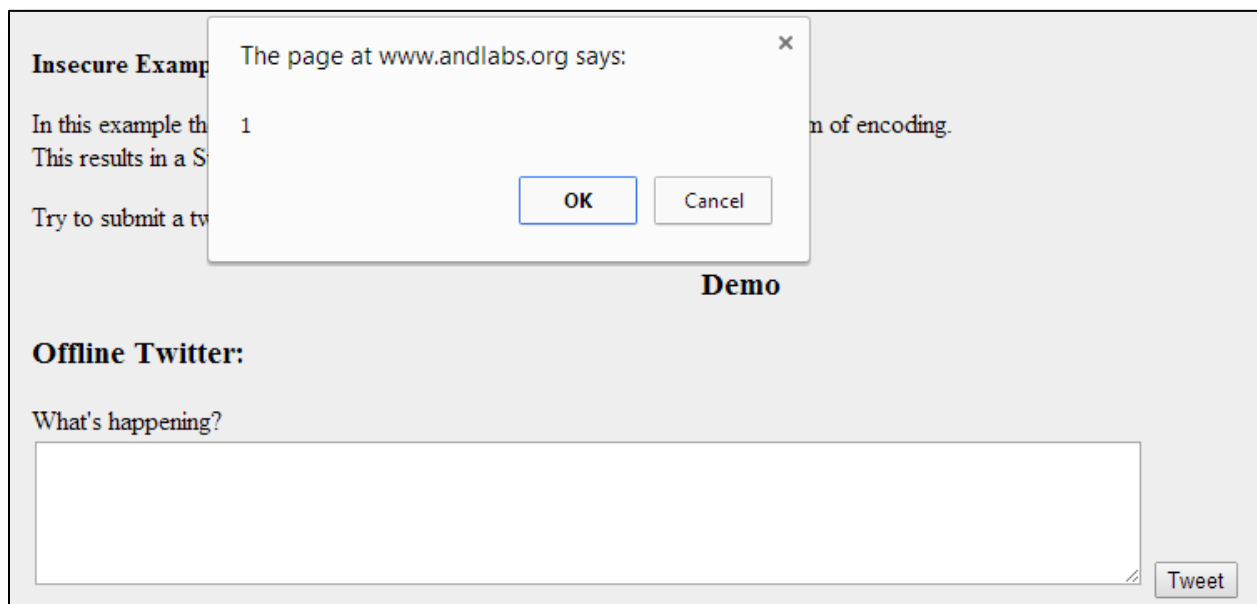 The page at www.andlabs.org says:
1
OK Cancel
Insecure Examp
In this example th n of encoding.
This results in a S
Try to submit a tw
Demo
Offline Twitter:
What's happening?
Tweet